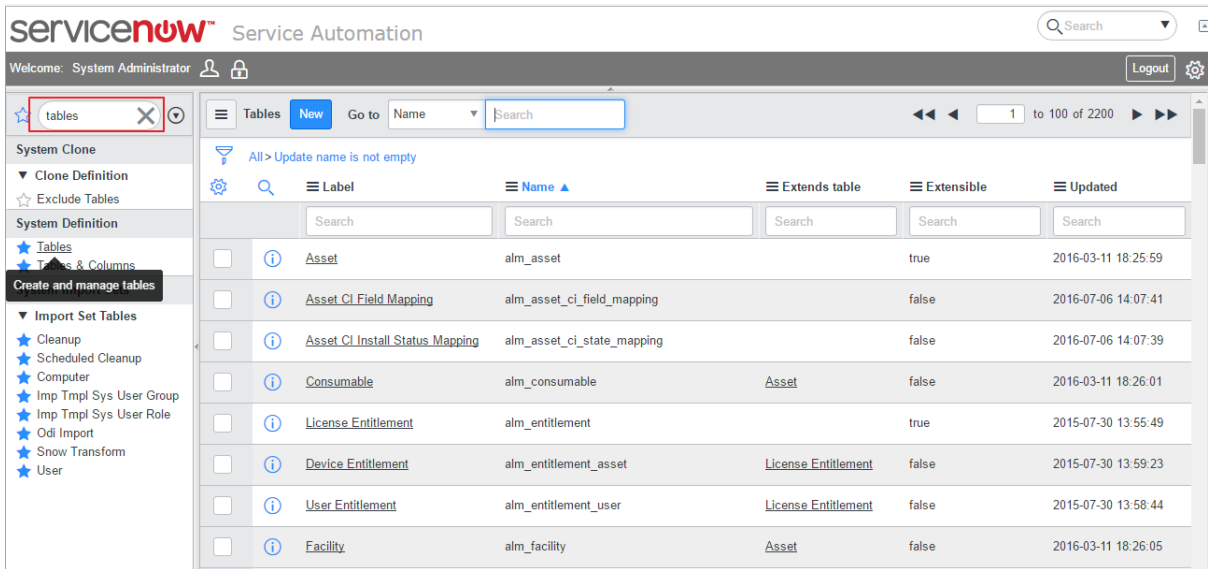 servicenow™ Service Automation
Search
Welcome: System Administrator
Logout
tables
Tables New Go to Name Search
1 to 100 of 2200
System Clone
Clone Definition
Exclude Tables
System Definition
Tables
Tables & Columns
Create and manage tables
Import Set Tables
Cleanup
Scheduled Cleanup
Computer
Imp Tmpl Sys User Group
Imp Tmpl Sys User Role
Odi Import
Snow Transform
User
All > Update name is not empty
Label Name Extends table Extensible Updated
Search Search Search Search Search
Asset alm_asset true 2016-03-11 18:25:59
Asset CI Field Mapping alm_asset_ci_field_mapping false 2016-07-06 14:07:41
Asset CI Install Status Mapping alm_asset_ci_state_mapping false 2016-07-06 14:07:39
Consumable alm_consumable Asset false 2016-03-11 18:26:01
License Entitlement alm_entitlement true 2015-07-30 13:55:49
Device Entitlement alm_entitlement_asset License Entitlement false 2015-07-30 13:59:23
User Entitlement alm_entitlement_user License Entitlement false 2015-07-30 13:58:44
Facility alm_facility Asset false 2016-03-11 18:26:05